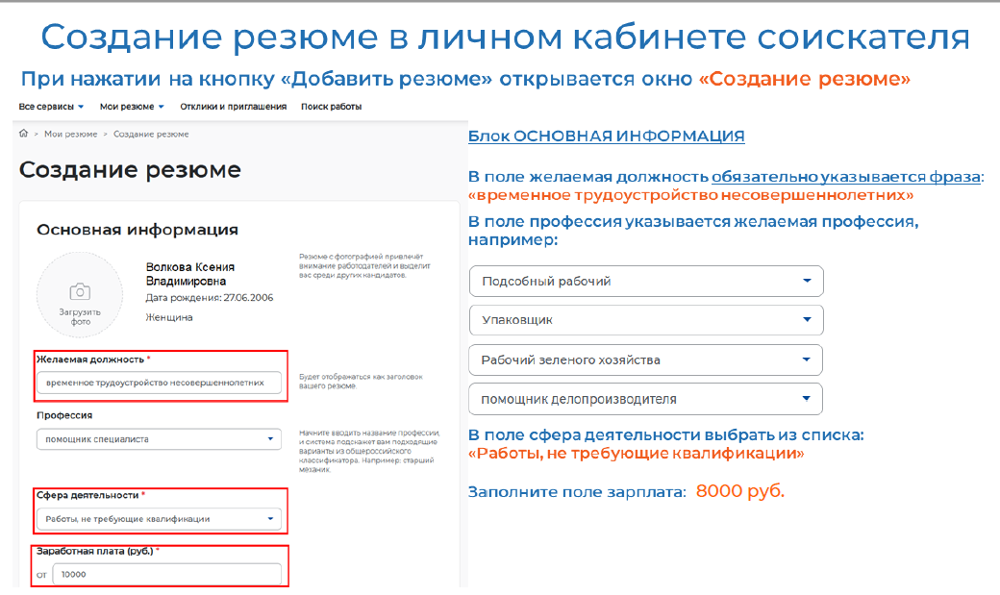 Создание резюме в личном кабинете соискателя
При нажатии на кнопку «Добавить резюме» открывается окно «Создание резюме»
Все сервисы Мои резюме Отклики и приглашения Поиск работы
> Мои резюме > Создание резюме
Создание резюме
Основная информация
Загрузить
фото
Волкова Ксения
Владимировна
Дата рождения: 27.06.2006
Женщина
Резюме с фотографией привлечёт
внимание работодателей и выделит
вас среди других кандидатов.
Желаемая должность *
временное трудоустройство несовершеннолетних
Будет отображаться как заголовок
вашего резюме.
Профессия
помощник специалиста
Начните вводить название профессии,
и система подскажет вам подходящие
варианты из общероссийского
классификатора. Например: старший
механик.
Сфера деятельности *
Работы, не требующие квалификации
Заработная плата (руб.) *
от 10000
Блок ОСНОВНАЯ ИНФОРМАЦИЯ
В поле желаемая должность обязательно указывается фраза:
«временное трудоустройство несовершеннолетних»
В поле профессия указывается желаемая профессия,
например:
Подсобный рабочий
Упаковщик
Рабочий зеленого хозяйства
помощник делопроизводителя
В поле сфера деятельности выбрать из списка:
«Работы, не требующие квалификации»
Заполните поле зарплата: 8000 руб.